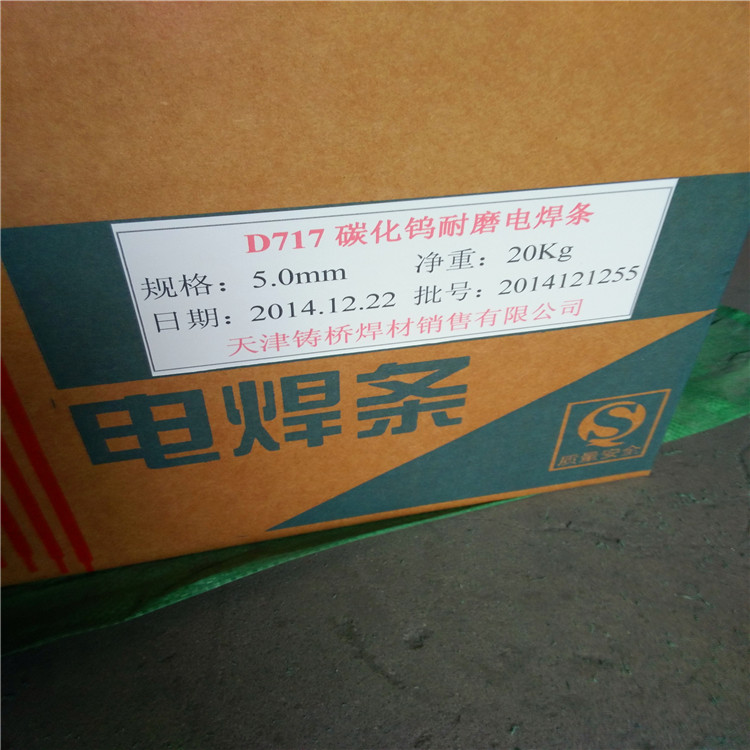 D717 碳化钨耐磨电焊条
规格：5.0mm 净重：20Kg
日期：2014.12.22 批号：2014121255
天津铸桥焊材销售有限公司
电焊条
QS
质量安全